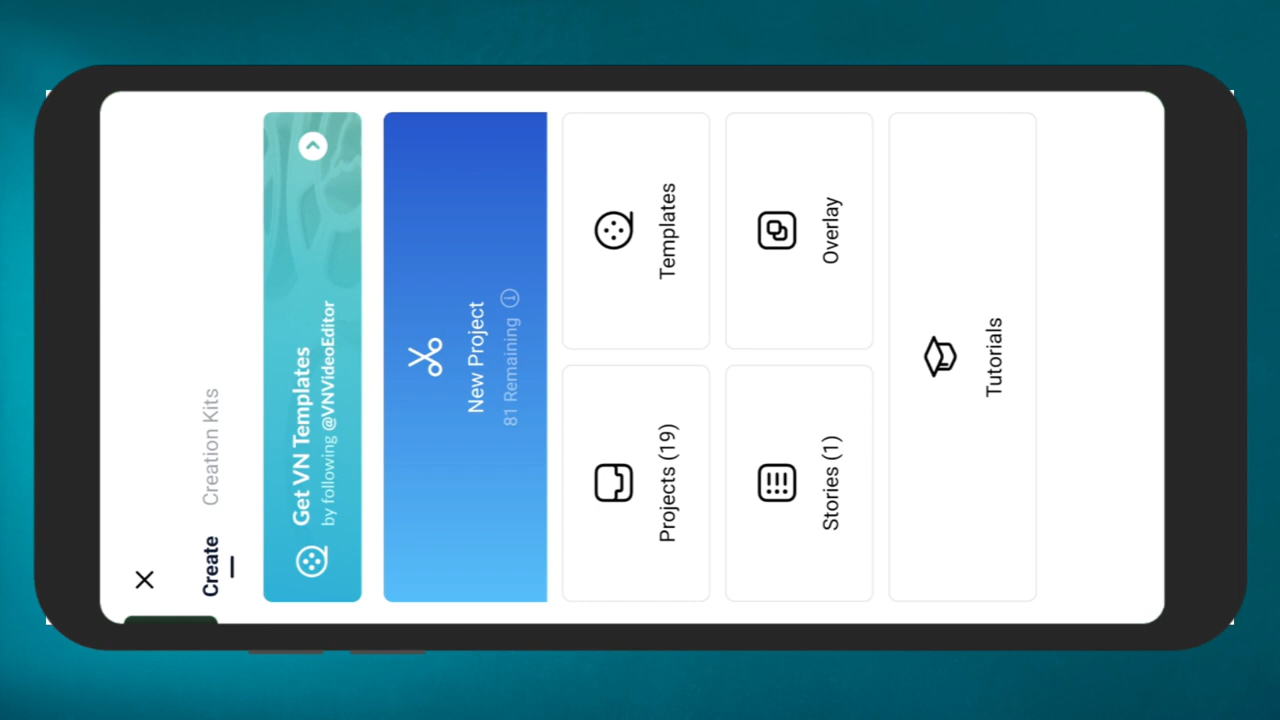 Create
Creation Kits
Get VN Templates
by following @VNVideoEditor
New Project
81 Remaining
Projects (19)
Templates
Stories (1)
Overlay
Tutorials